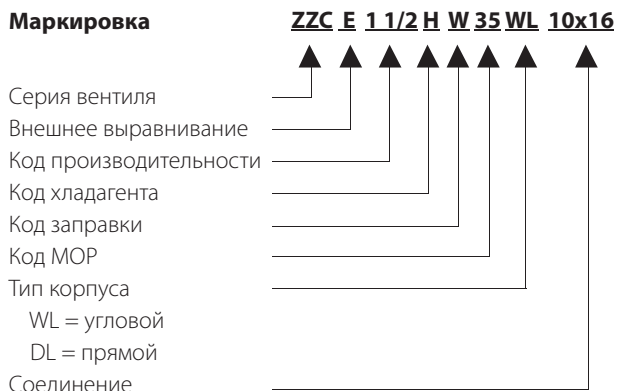 Маркировка ZZC E 1 1/2 H W 35 WL 10x16
Серия вентиля
Внешнее выравнивание
Код производительности
Код хладагента
Код заправки
Код MOP
Тип корпуса
WL = угловой
DL = прямой
Соединение